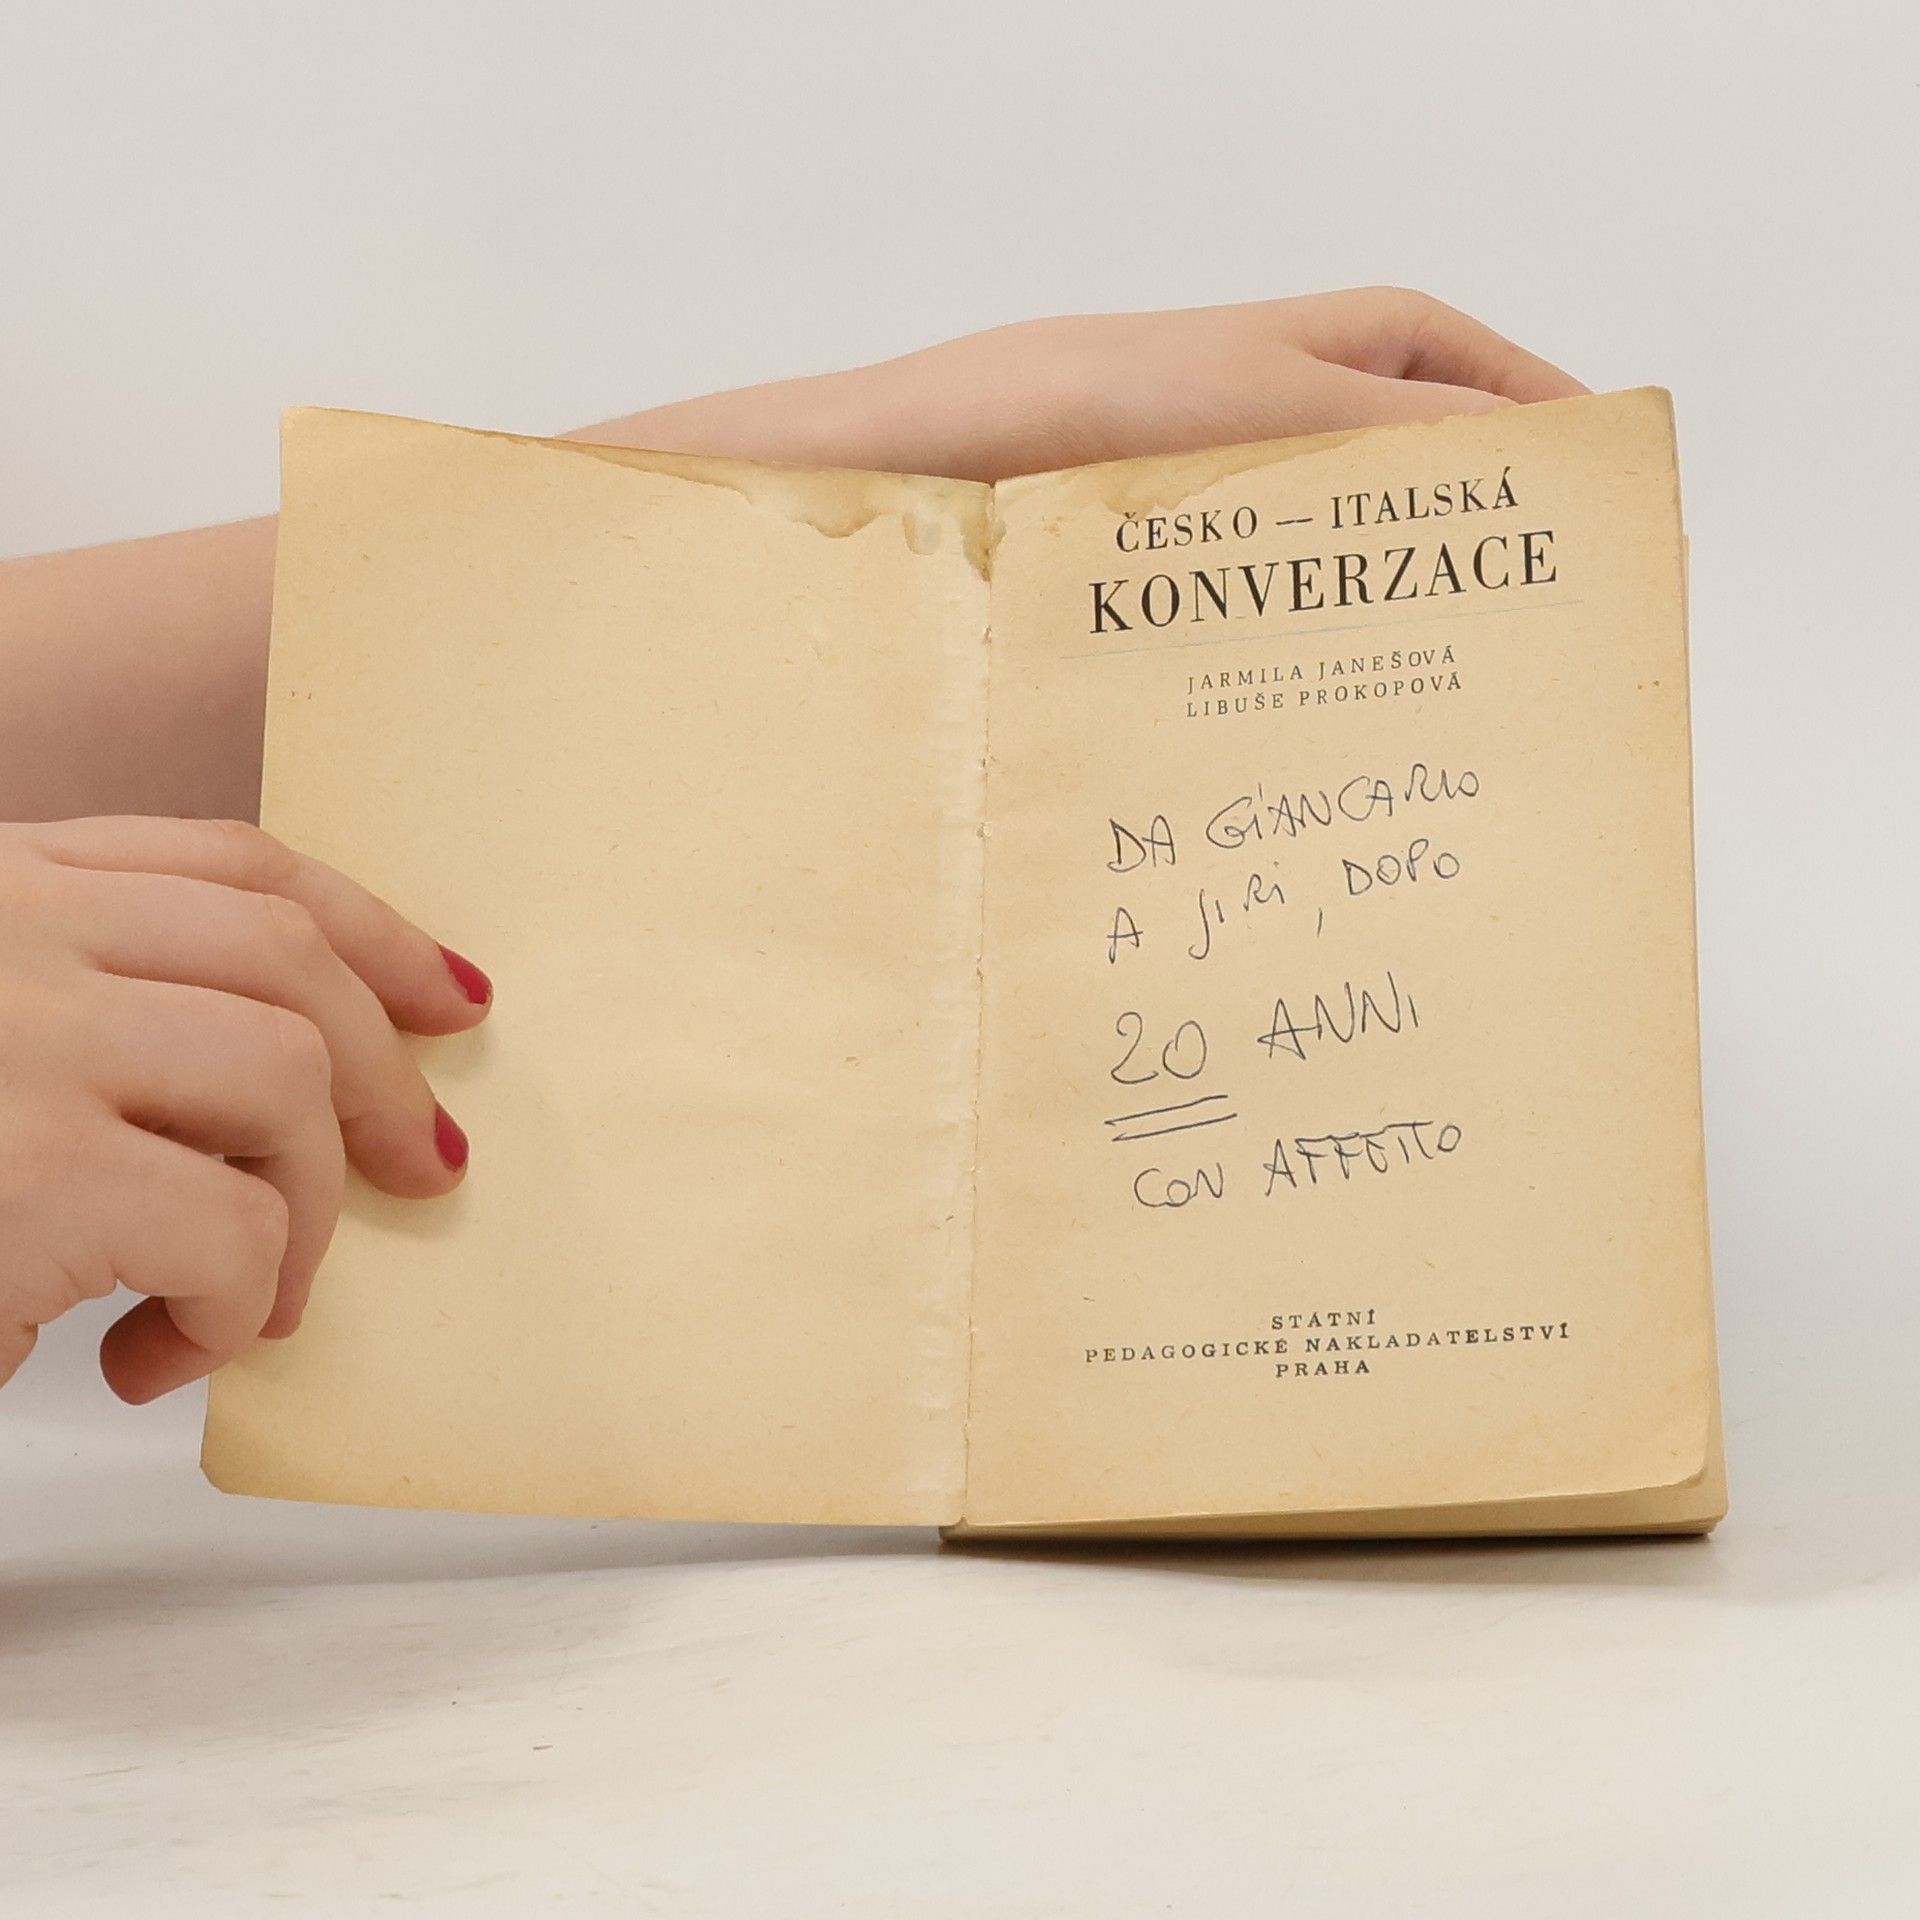 ČESKO — ITALSKÁ
KONVERZACE
JARMILA JANEŠOVÁ
LIBUŠE PROKOPOVÁ
DA GIANCARLO
A JIRI, DOPO
20 ANNI
CON AFFETTO
STÁTNÍ
PEDAGOGICKÉ NAKLADATELSTVÍ
PRAHA